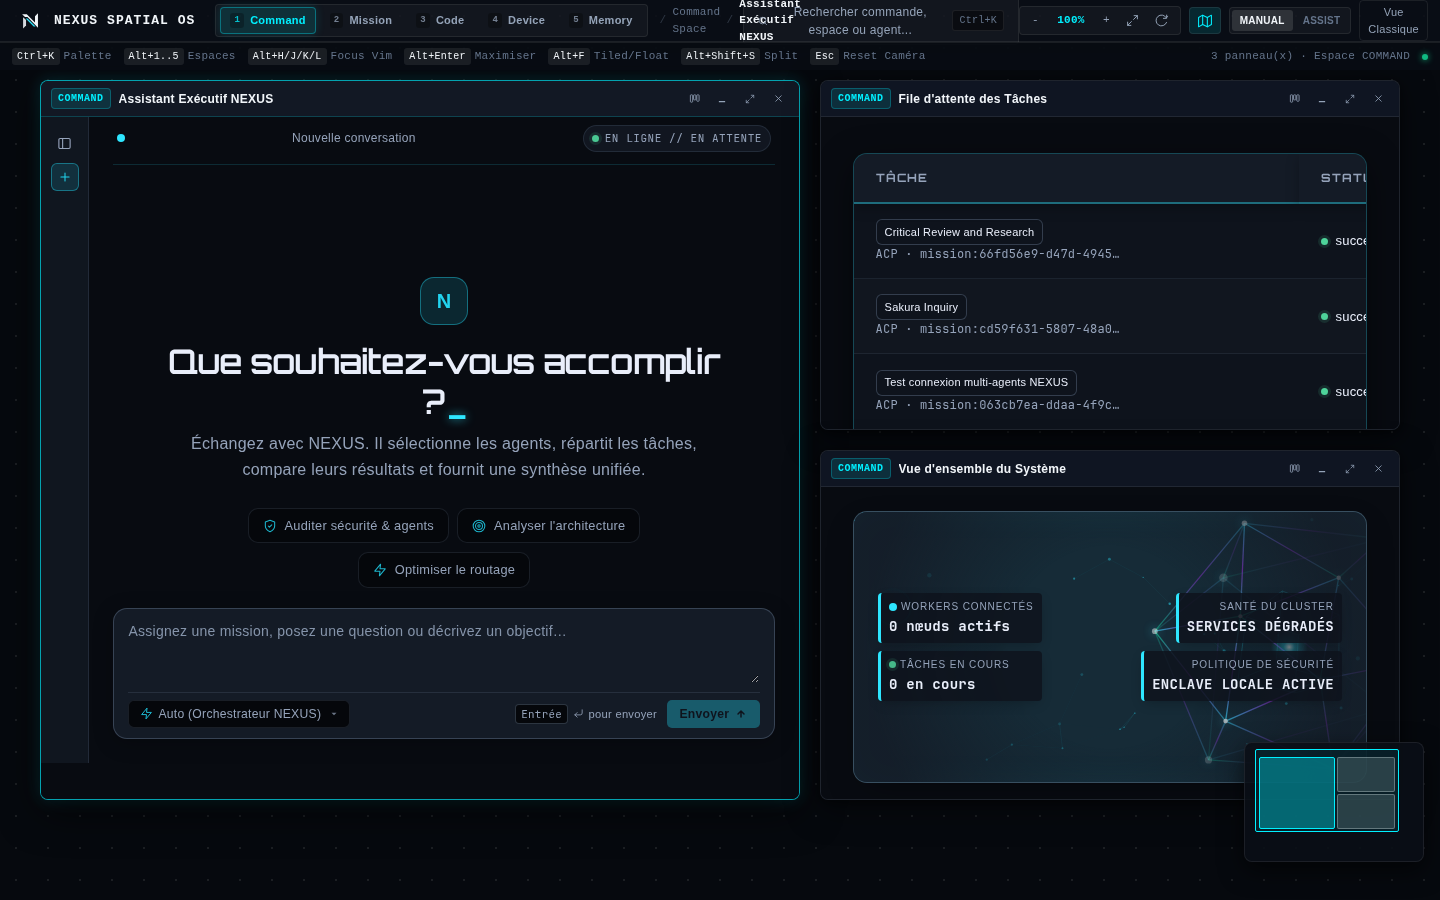 NEXUS SPATIAL OS
1 Command
2 Mission
3 Code
4 Device
5 Memory
/ Command Space /
Assistant
Exécutif
NEXUS
Rechercher commande,
espace ou agent...
Ctrl+K
- 100% +
MANUAL ASSIST
Vue
Classique
Ctrl+K Palette Alt+1..5 Espaces Alt+H/J/K/L Focus Vim Alt+Enter Maximiser Alt+F Tiled/Float Alt+Shift+S Split Esc Reset Caméra
3 panneau(x) · Espace COMMAND
COMMAND Assistant Exécutif NEXUS
Nouvelle conversation
EN LIGNE // EN ATTENTE
N
Que souhaitez-vous accomplir
?_
Échangez avec NEXUS. Il sélectionne les agents, répartit les tâches,
compare leurs résultats et fournit une synthèse unifiée.
Auditer sécurité & agents
Analyser l'architecture
Optimiser le routage
Assignez une mission, posez une question ou décrivez un objectif…
Auto (Orchestrateur NEXUS)
Entrée pour envoyer
Envoyer
COMMAND File d'attente des Tâches
TÂCHE
Critical Review and Research
ACP · mission:66fd56e9-d47d-4945…
succe
Sakura Inquiry
ACP · mission:cd59f631-5807-48a0…
succe
Test connexion multi-agents NEXUS
ACP · mission:063cb7ea-ddaa-4f9c…
succe
COMMAND Vue d'ensemble du Système
WORKERS CONNECTÉS
0 nœuds actifs
SANTÉ DU CLUSTER
SERVICES DÉGRADÉS
TÂCHES EN COURS
0 en cours
POLITIQUE DE SÉCURITÉ
ENCLAVE LOCALE ACTIVE